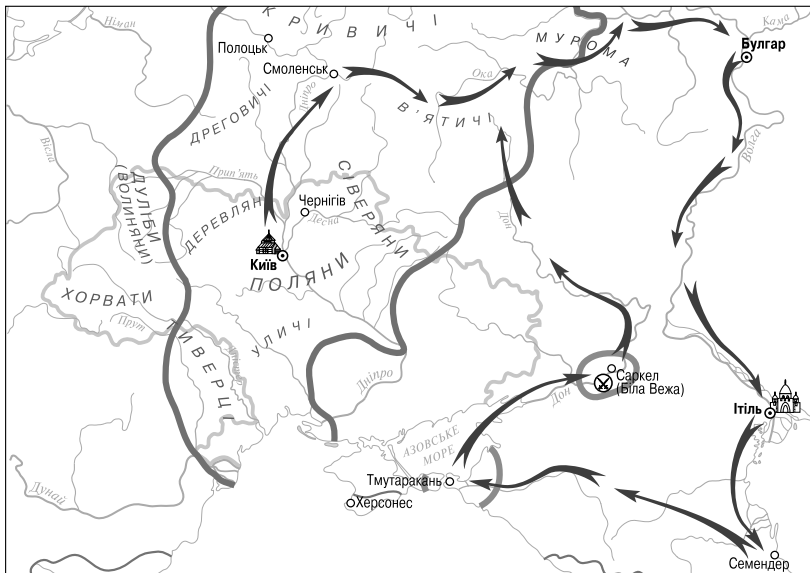 КРИВИЧІ
Німан
Полоцьк
Смоленськ
Дніпро
МУРОМА
Ока
Кама
Булгар
В'ЯТИЧІ
Волга
ДРЕГОВИЧІ
Вісла
Прип'ять
ДУЛІБИ
(ВОЛИНЯНИ)
ДЕРЕВЛЯНИ
СІВЕРЯНИ
Чернігів
Десна
Дон
Київ
ПОЛЯНИ
ХОРВАТИ
Прут
ТИВЕРЦІ
УЛИЧІ
Дніпро
Саркел
(Біла Вежа)
Дон
Ітіль
АЗОВСЬКЕ
МОРЕ
Тмутаракань
Херсонес
Дунай
Семендер